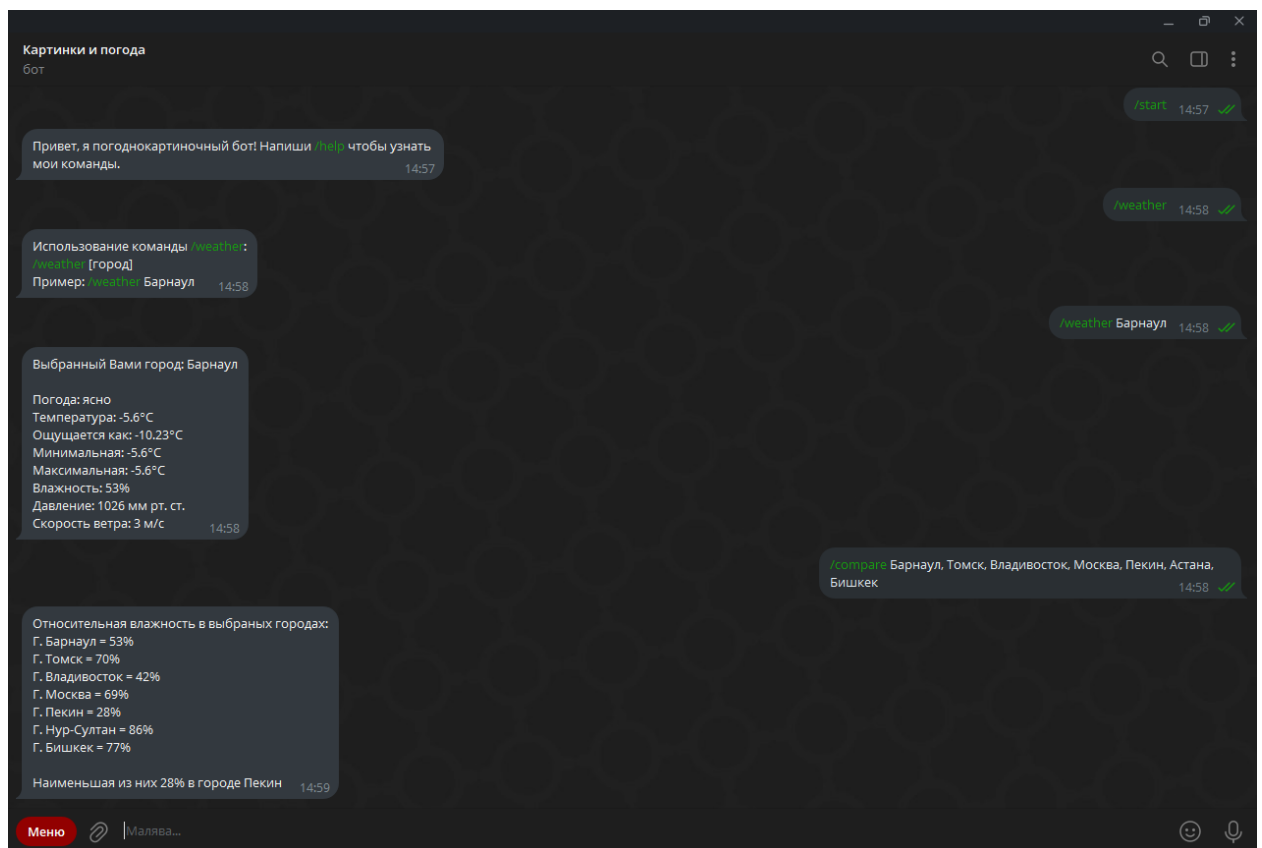 Картинки и погода
бот
/start 14:57
Привет, я погоднокартиночный бот! Напиши /help чтобы узнать
мои команды. 14:57
/weather 14:58
Использование команды /weather:
/weather [город]
Пример: /weather Барнаул 14:58
/weather Барнаул 14:58
Выбранный Вами город: Барнаул
Погода: ясно
Температура: -5.6°C
Ощущается как: -10.23°C
Минимальная: -5.6°C
Максимальная: -5.6°C
Влажность: 53%
Давление: 1026 мм рт. ст.
Скорость ветра: 3 м/с 14:58
/compare Барнаул, Томск, Владивосток, Москва, Пекин, Астана,
Бишкек 14:58
Относительная влажность в выбраных городах:
Г. Барнаул = 53%
Г. Томск = 70%
Г. Владивосток = 42%
Г. Москва = 69%
Г. Пекин = 28%
Г. Нур-Султан = 86%
Г. Бишкек = 77%
Наименьшая из них 28% в городе Пекин 14:59
Меню Малява...